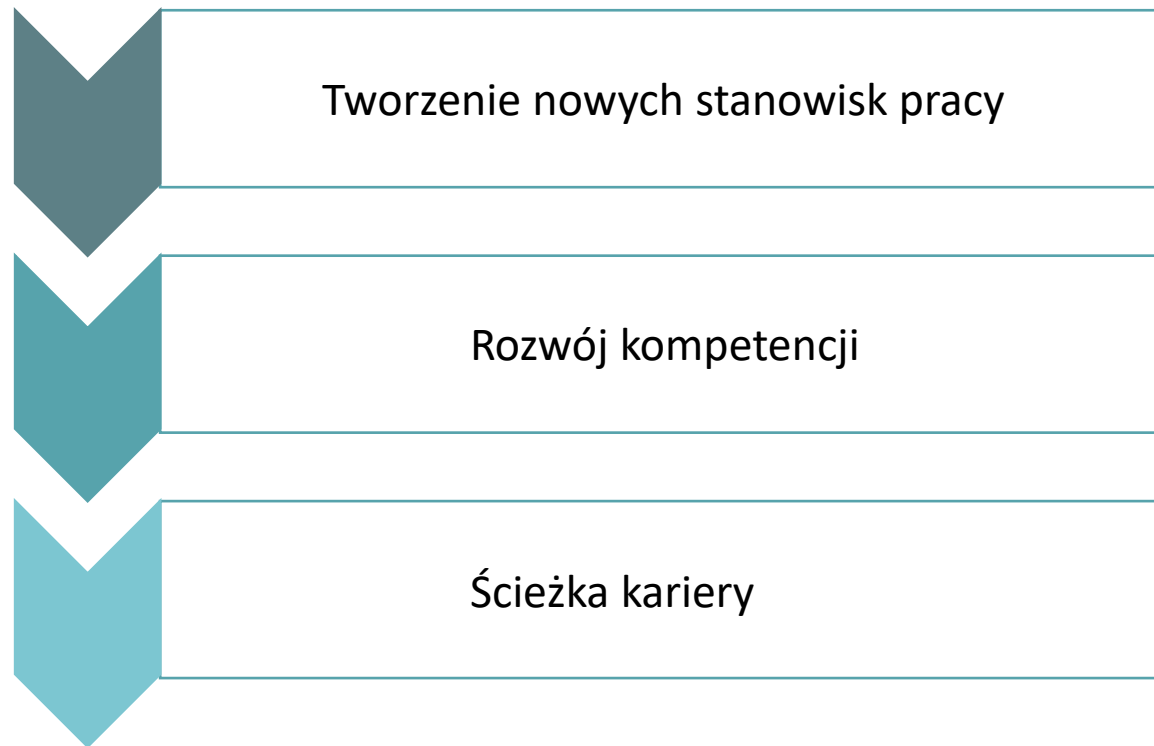 Tworzenie nowych stanowisk pracy
Rozwój kompetencji
Ścieżka kariery